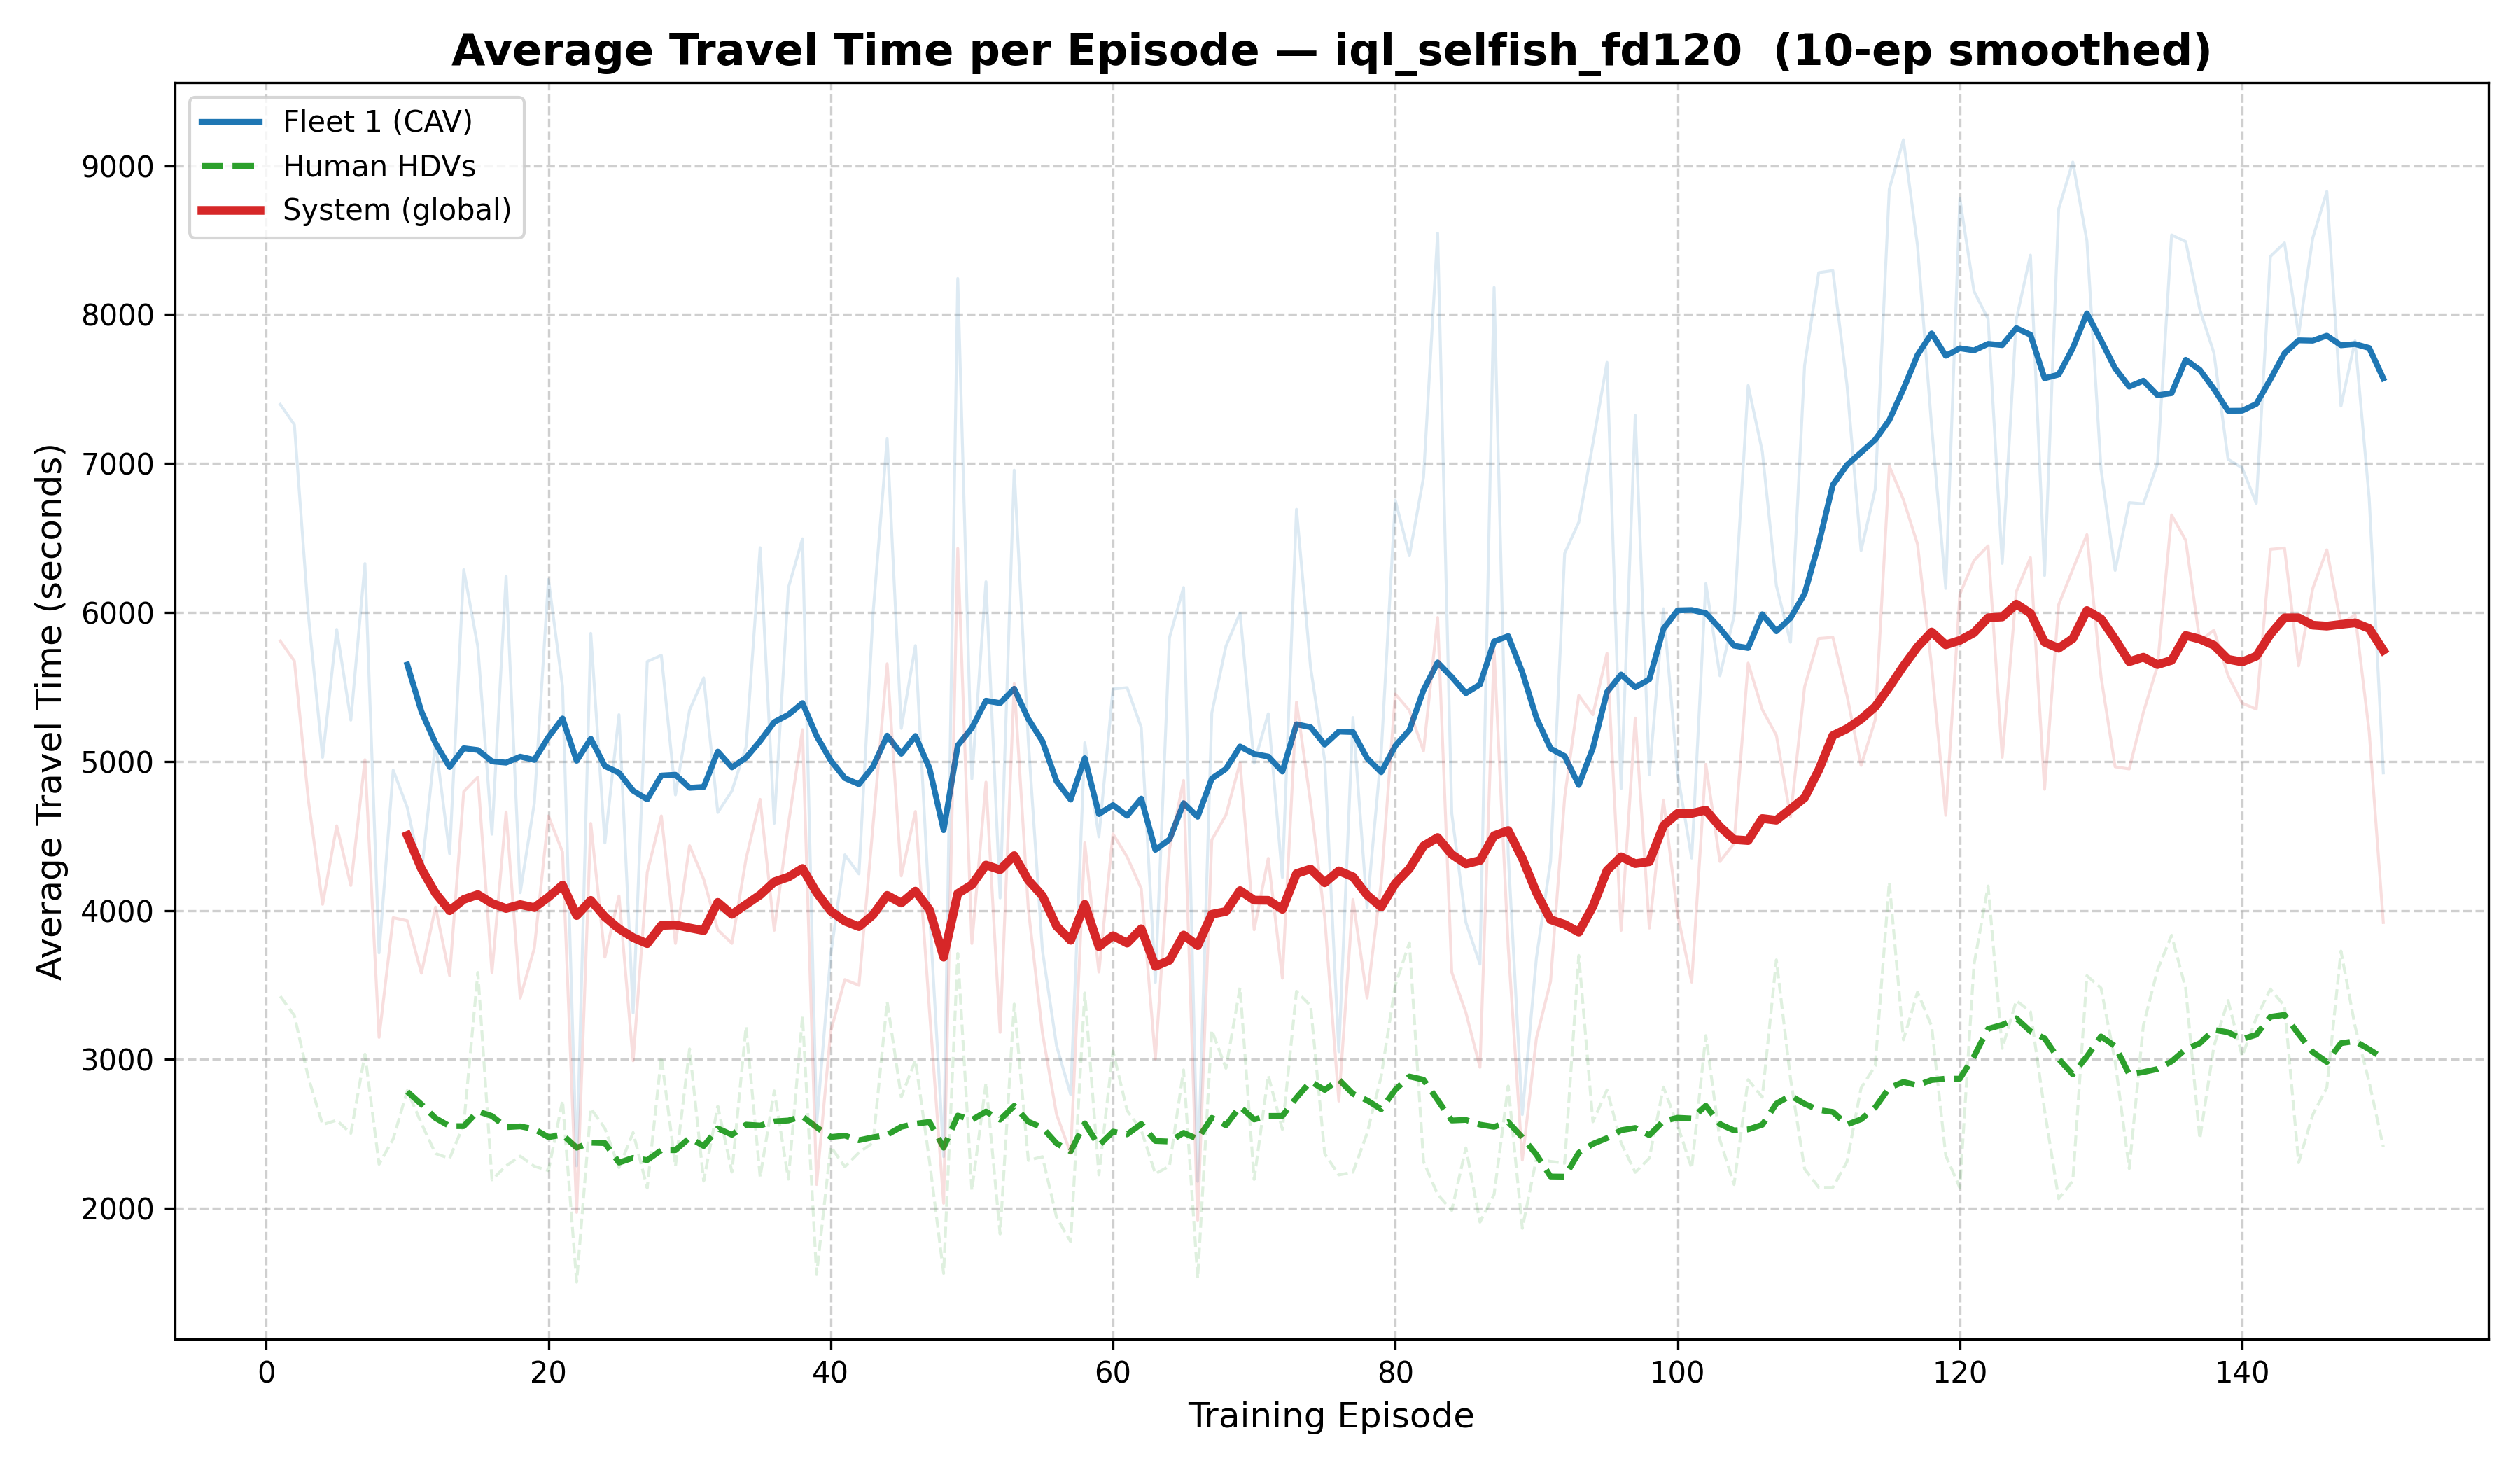 Average Travel Time per Episode — iql_selfish_fd120  (10-ep smoothed)
Fleet 1 (CAV)
Human HDVs
System (global)
Average Travel Time (seconds)
9000
8000
7000
6000
5000
4000
3000
2000
0
20
40
60
80
100
120
140
Training Episode